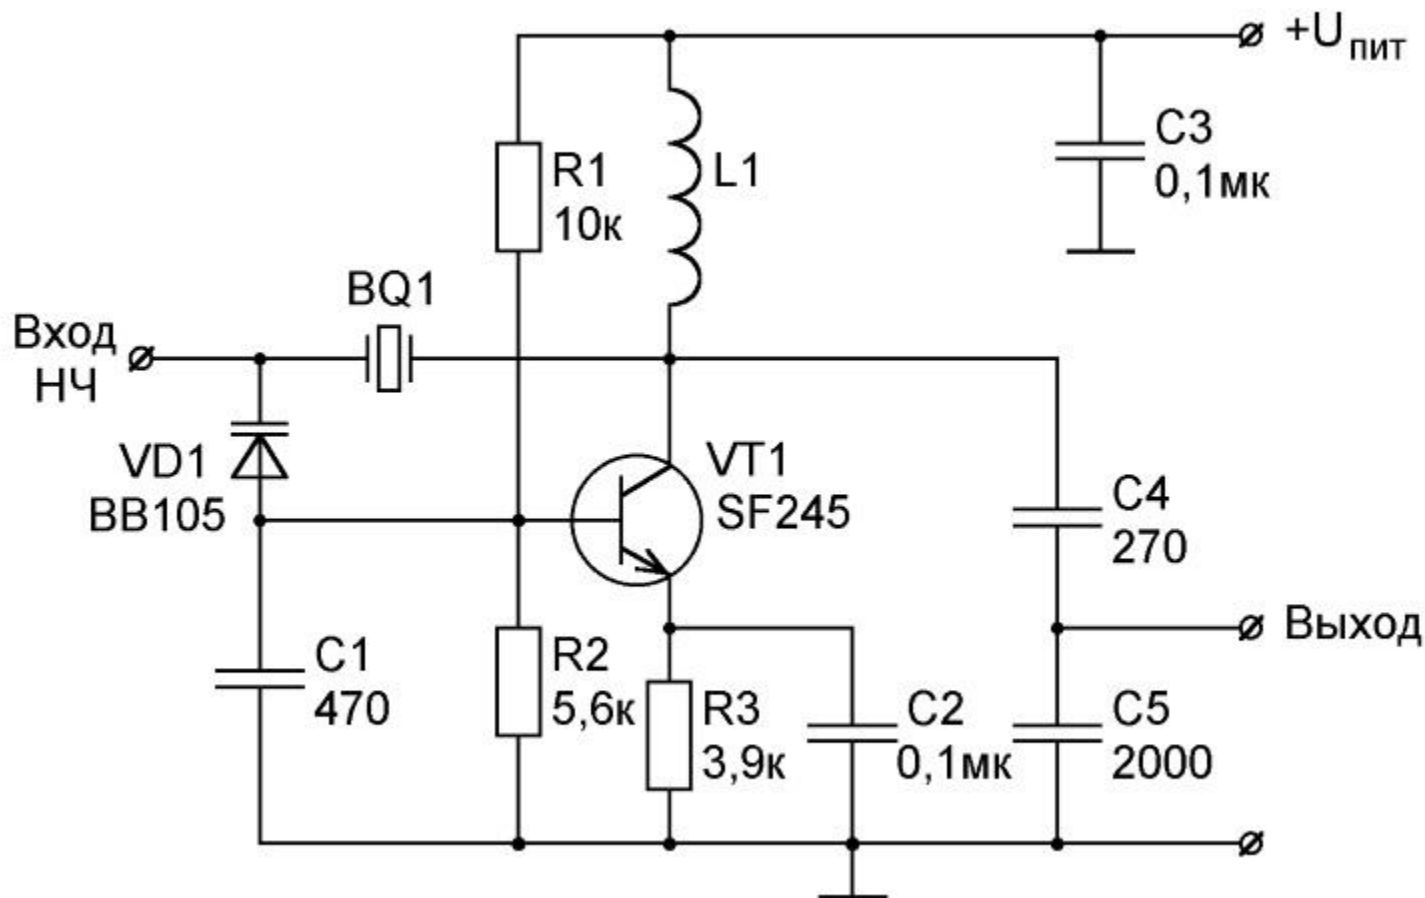 +Uпит
C3
0,1мк
R1
10к
L1
BQ1
Вход
НЧ
VD1
BB105
VT1
SF245
C4
270
Выход
C1
470
R2
5,6к
R3
3,9к
C2
0,1мк
C5
2000